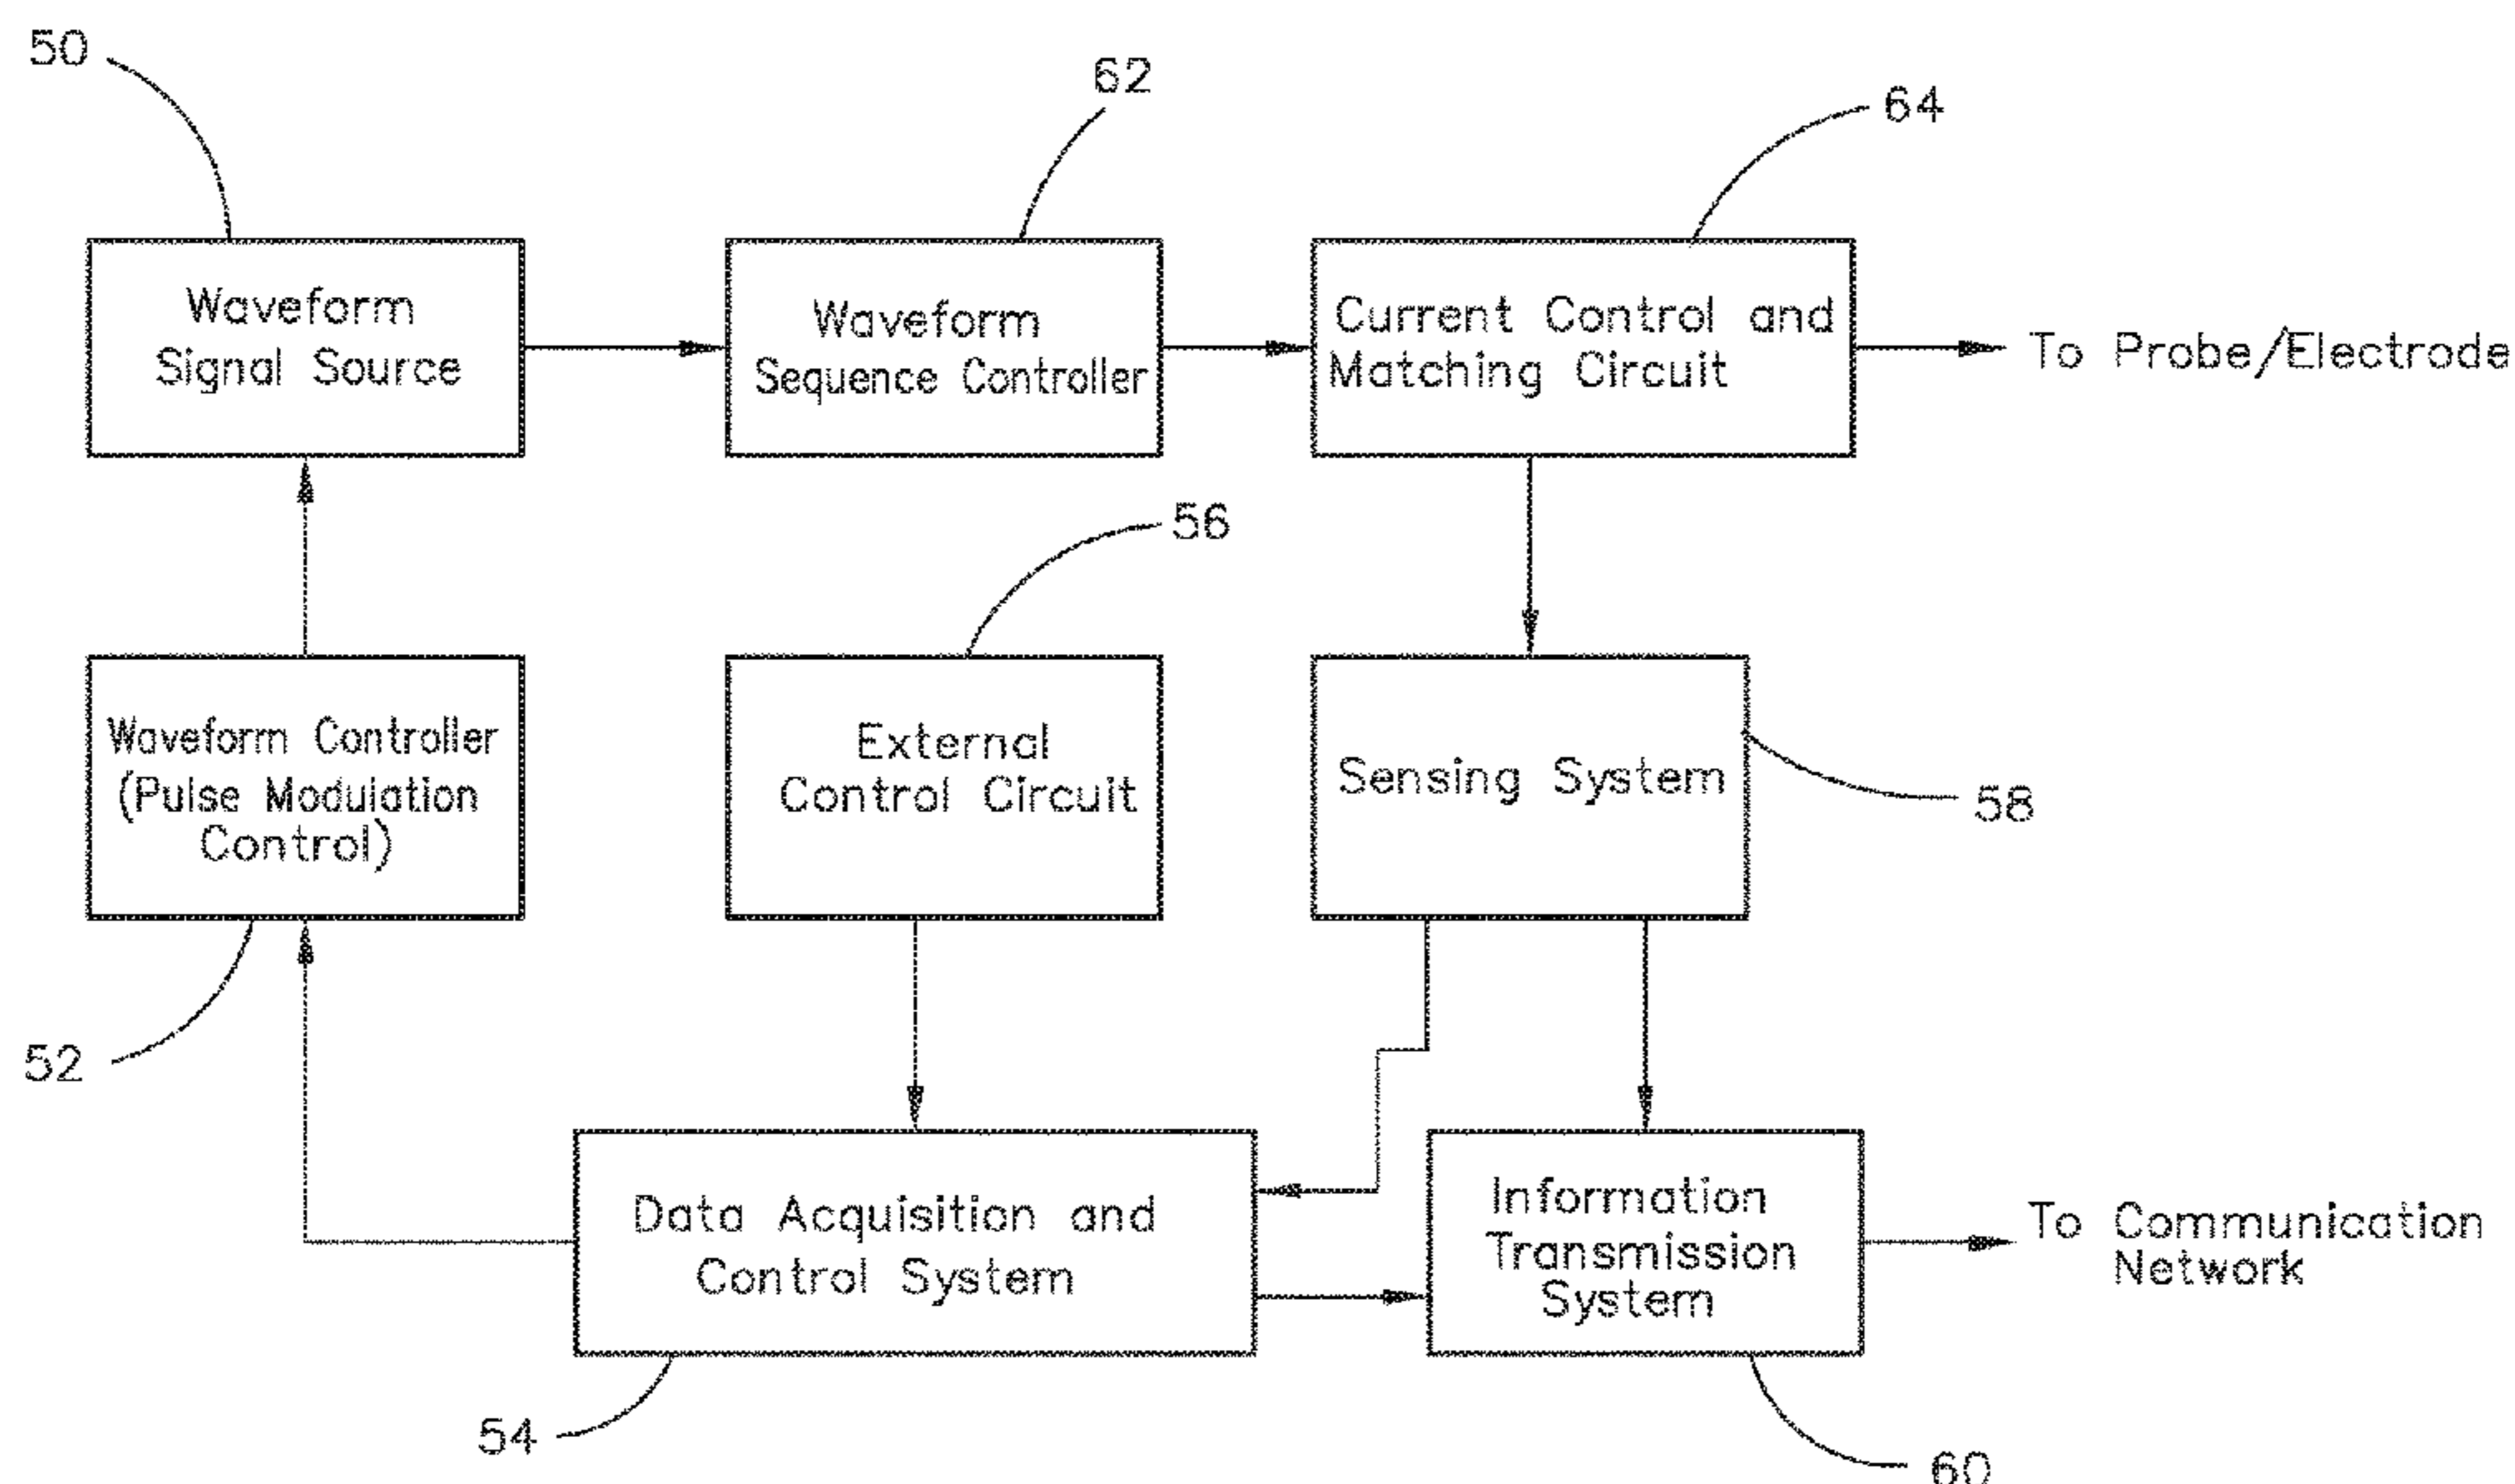 50
62
64
Waveform
Signal Source
Waveform
Sequence Controller
Current Control and
Matching Circuit
To Probe/Electrode
56
Waveform Controller
(Pulse Modulation
Control)
External
Control Circuit
Sensing System
58
52
Data Acquisition and
Control System
Information
Transmission
System
To Communication
Network
54
60